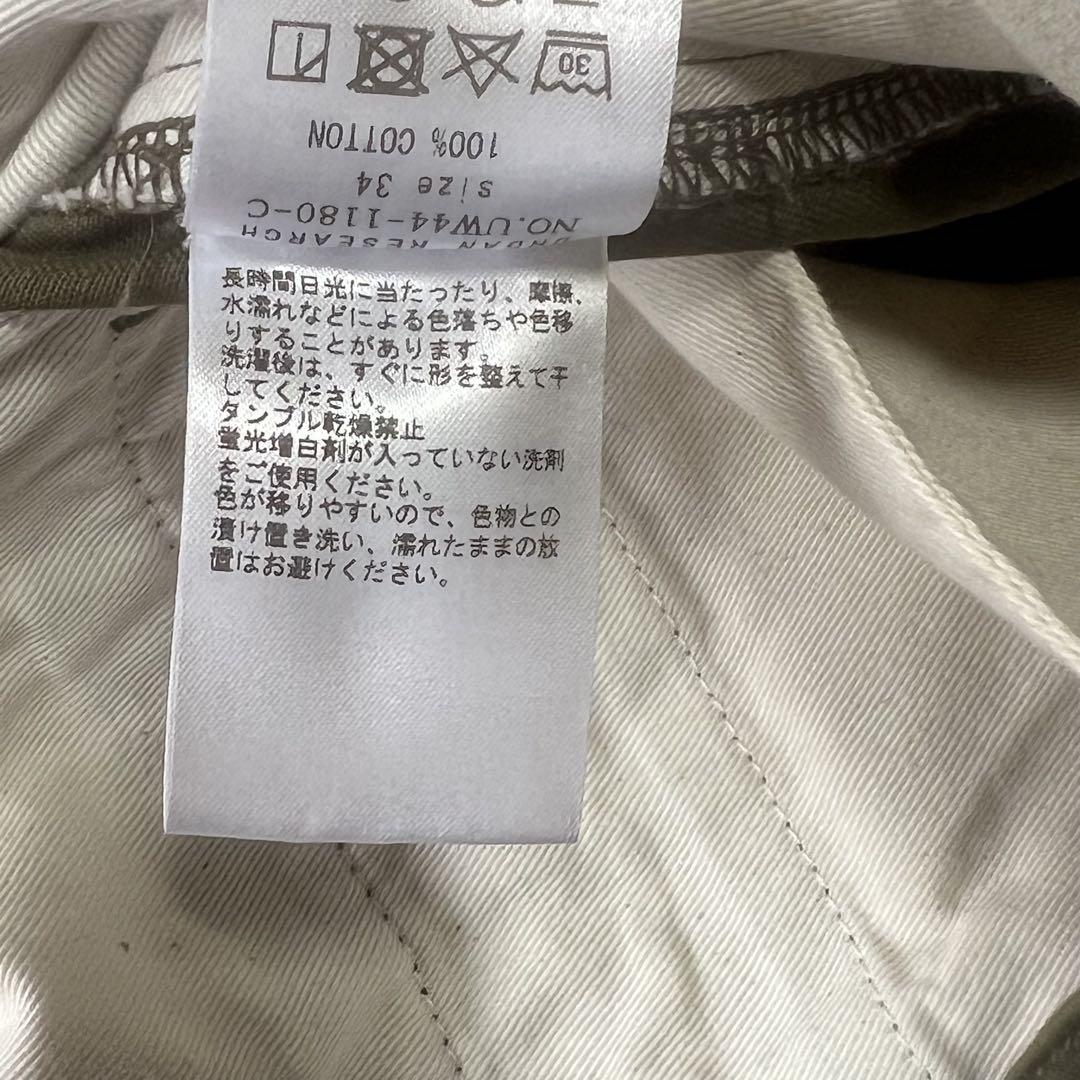 RESEARCH
NO.UW44-1180-C
Size 34
100% COTTON
30
長時間日光に当たったり、摩擦、
水濡れなどによる色落ちや色移
りすることがあります。
洗濯後は、すぐに形を整えて干
してください。
タンブル乾燥禁止
蛍光増白剤が入っていない洗剤
をご使用ください。
色が移りやすいので、色物との
漬け置き洗い、濡れたままの放
置はお避けください。